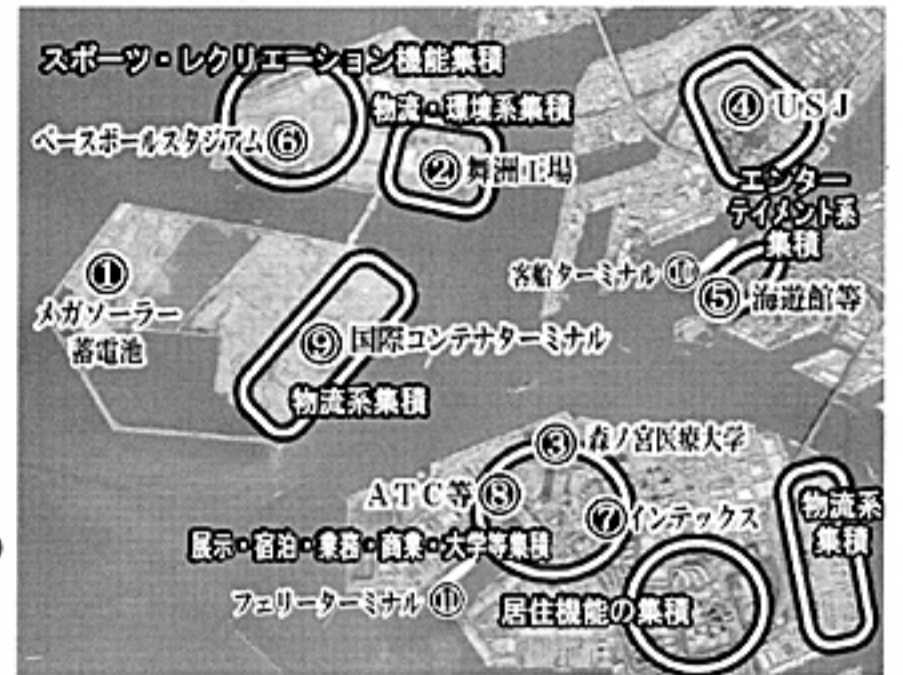 スポーツ・レクリエーション機能集積
物流・環境系集積
ベースボールスタジアム⑥
②舞洲工場
④USJ
エンター
テイメント系
集積
客船ターミナル⑪
⑤海遊館等
①
メガソーラー
蓄電池
⑨国際コンテナターミナル
物流系集積
③森ノ宮医療大学
ATC等⑧
⑦インテックス
展示・宿泊・業務・商業・大学等集積
フェリーターミナル⑪
居住機能の集積
物流系
集積